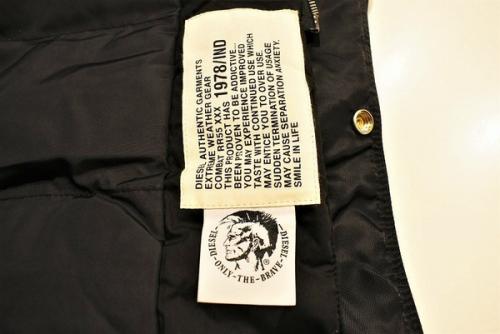 DIESEL AUTHENTIC GARMENTS
EXTREME WEATHER GEAR
COMBAT RR55 XXX 1978/IND
THIS PRODUCT HAS
BEEN PROVEN TO BE ADDICTIVE...
YOU MAY EXPERIENCE IMPROVED
TASTE WITH CONTINUED USE WHICH
MAY ENTICE YOU TO OVER USE.
SUDDEN TERMINATION OF USAGE
MAY CAUSE SEPARATION ANXIETY.
SMILE IN LIFE
DIESEL—ONLY-THE-BRAVE—DIESEL
®